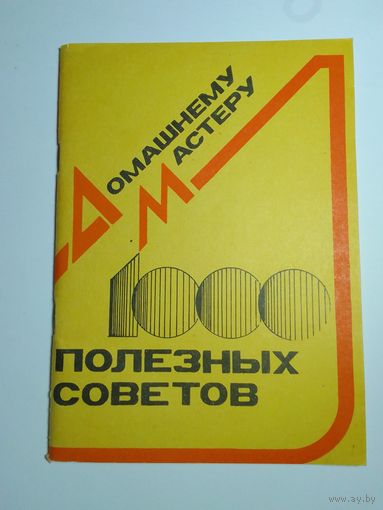 ДОМАШНЕМУ
МАСТЕРУ
1000
ПОЛЕЗНЫХ
СОВЕТОВ
www.ay.by